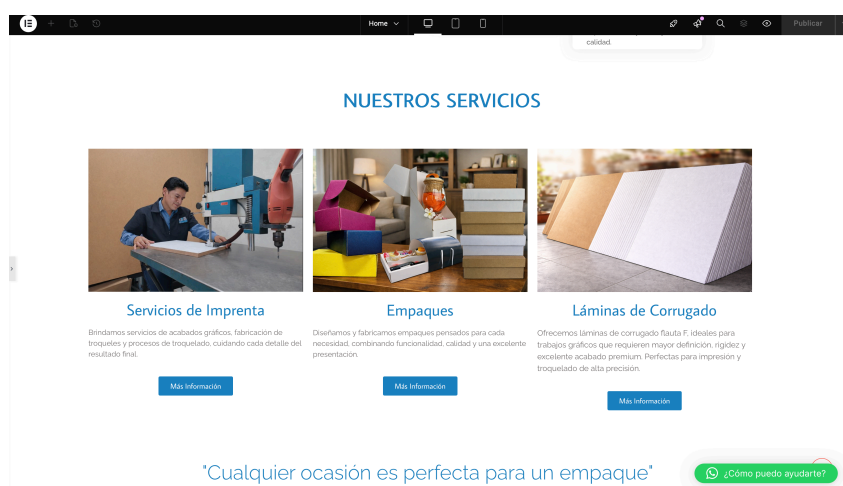 Home
Publicar
calidad.
NUESTROS SERVICIOS
Servicios de Imprenta
Brindamos servicios de acabados gráficos, fabricación de
troqueles y procesos de troquelado, cuidando cada detalle del
resultado final.
Más Información
Empaques
Diseñamos y fabricamos empaques pensados para cada
necesidad, combinando funcionalidad, calidad y una excelente
presentación.
Más Información
Láminas de Corrugado
Ofrecemos láminas de corrugado flauta F, ideales para
trabajos gráficos que requieren mayor definición, rigidez y
excelente acabado premium. Perfectas para impresión y
troquelado de alta precisión.
Más Información
"Cualquier ocasión es perfecta para un empaque"
¿Cómo puedo ayudarte?